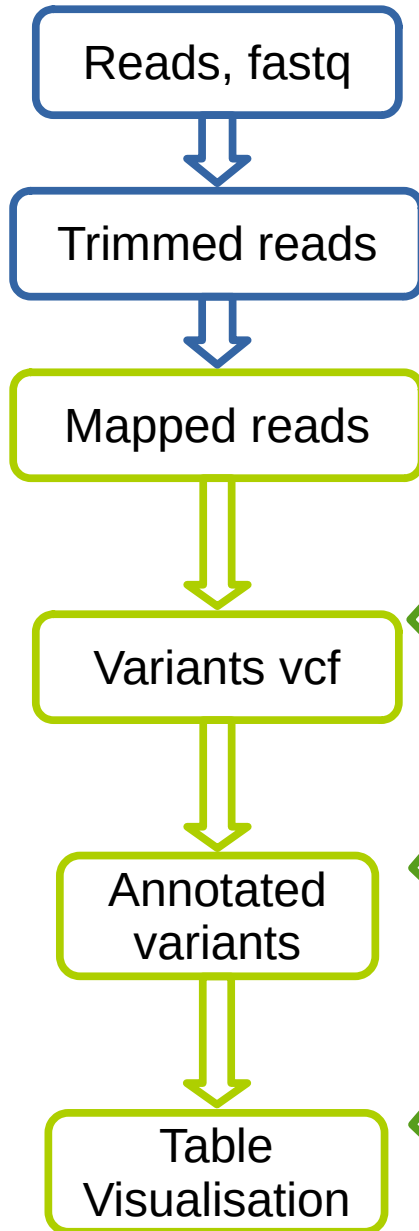 Reads, fastq
Trimmed reads
Mapped reads
Variants vcf
Annotated
variants
Table
Visualisation